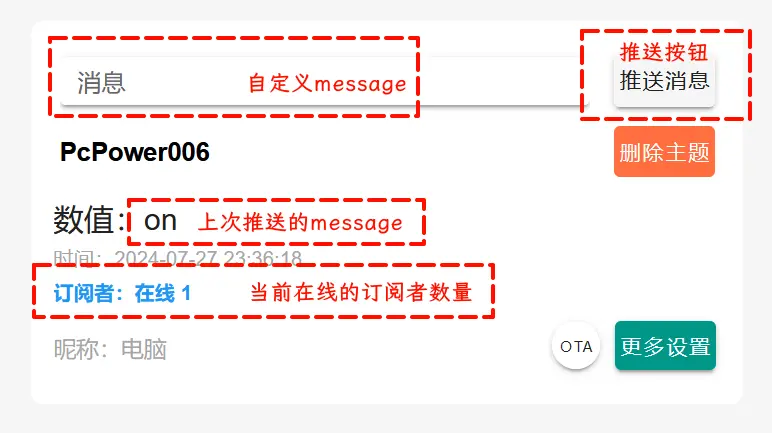 推送按钮
消息 自定义message 推送消息
PcPower006 删除主题
数值：on 上次推送的message
时间：2024-07-27 23:36:18
订阅者：在线 1 当前在线的订阅者数量
昵称：电脑 OTA 更多设置